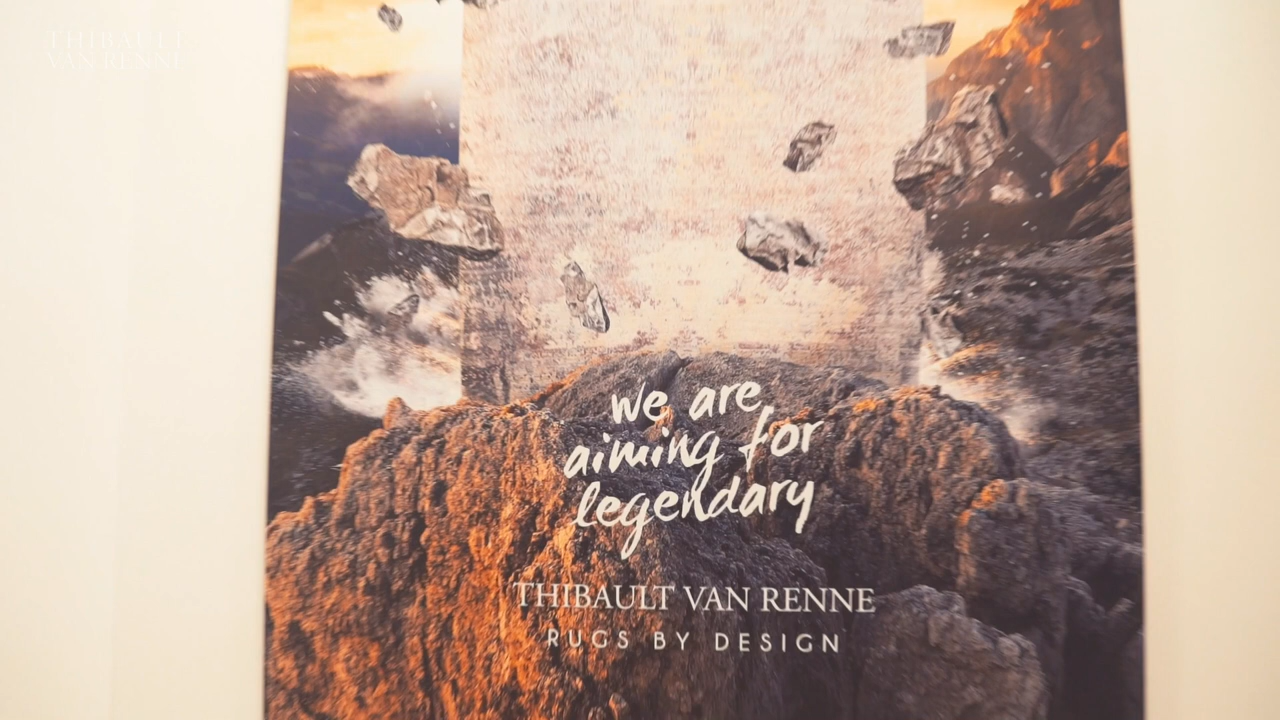 THIBAULT
VAN RENNE
we are
aiming for
legendary
THIBAULT VAN RENNE
RUGS BY DESIGN